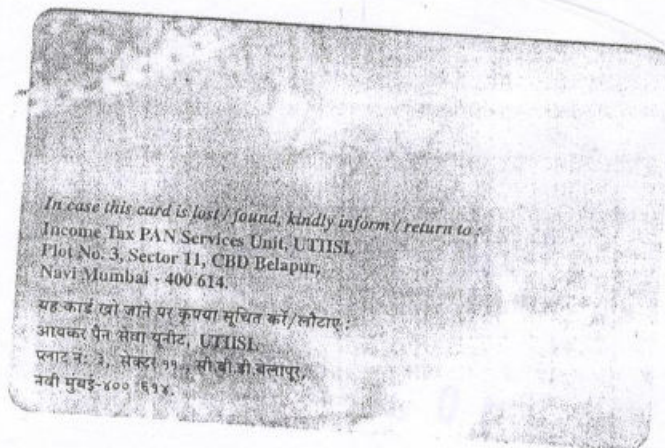 In case this card is lost / found, kindly inform / return to :
Income Tax PAN Services Unit, UTIISL
Plot No. 3, Sector 11, CBD Belapur,
Navi Mumbai - 400 614.
यह कार्ड खो जाने पर कृपया सूचित करें/लौटाए :
आयकर पैन सेवा यूनीट, UTIISL
प्लाट नं: ३, सेक्टर ११, सी.बी.डी.बेलापूर,
नवी मुंबई-४०० ६१४.